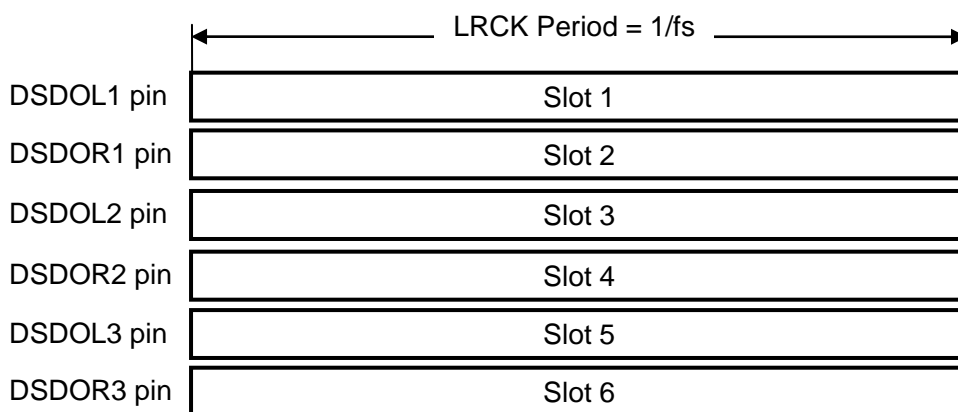 LRCK Period = 1/fs
DSDOL1 pin Slot 1
DSDOR1 pin Slot 2
DSDOL2 pin Slot 3
DSDOR2 pin Slot 4
DSDOL3 pin Slot 5
DSDOR3 pin Slot 6